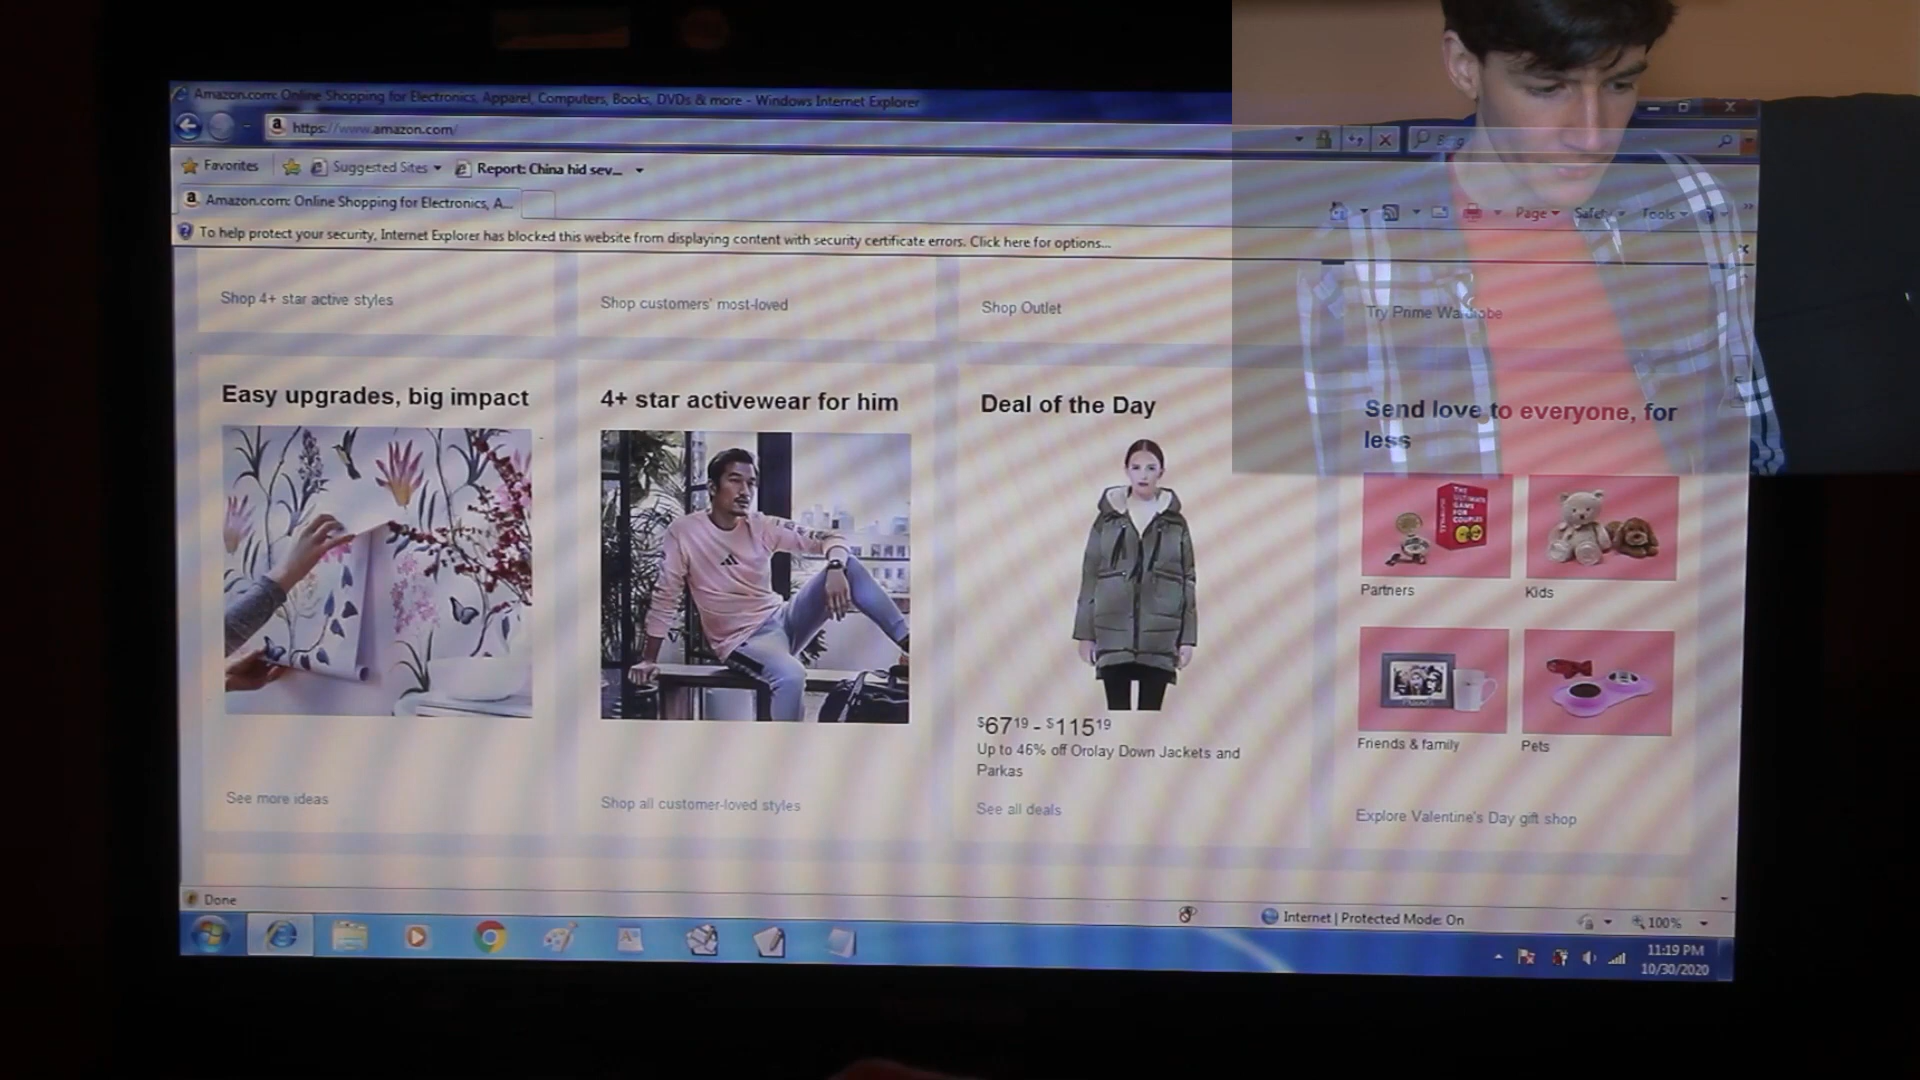 Amazon.com: Online Shopping for Electronics, Apparel, Computers, Books, DVDs & more - Windows Internet Explorer
https://www.amazon.com/
Favorites
Suggested Sites
Report: China hid sev...
Amazon.com: Online Shopping for Electronics, A...
Page
Safety
Tools
To help protect your security, Internet Explorer has blocked this website from displaying content with security certificate errors. Click here for options...
Shop 4+ star active styles
Shop customers' most-loved
Shop Outlet
Try Prime Wardrobe
Easy upgrades, big impact
4+ star activewear for him
Deal of the Day
Send love to everyone, for
less
THE
ULTIMATE
GAME
FOR
COUPLES
Partners
Kids
Friends & family
Pets
$67 19 - $115 19
Up to 46% off Orolay Down Jackets and
Parkas
See more ideas
Shop all customer-loved styles
See all deals
Explore Valentine's Day gift shop
Done
Internet | Protected Mode: On
100%
11:19 PM
10/30/2020